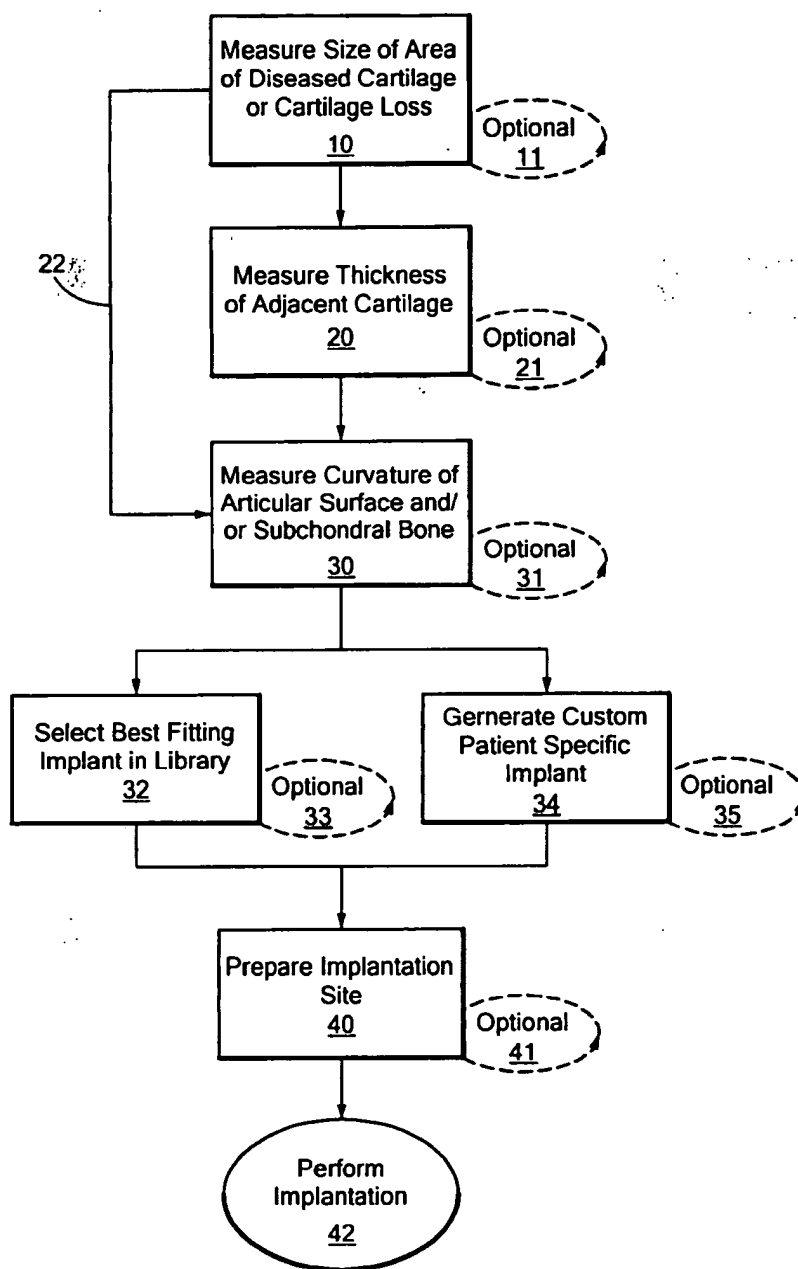 Measure Size of Area
of Diseased Cartilage
or Cartilage Loss
10
Optional
11
22
Measure Thickness
of Adjacent Cartilage
20
Optional
21
Measure Curvature of
Articular Surface and/
or Subchondral Bone
30
Optional
31
Select Best Fitting
Implant in Library
32
Optional
33
Gernerate Custom
Patient Specific
Implant
34
Optional
35
Prepare Implantation
Site
40
Optional
41
Perform
Implantation
42